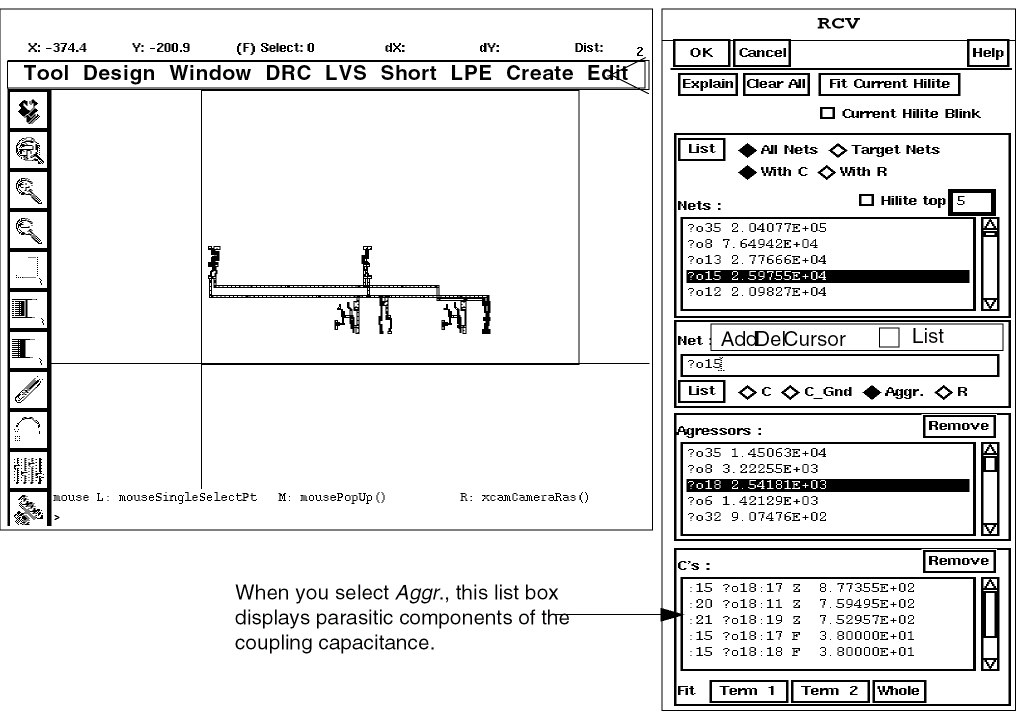 X: -374.4 Y: -200.9 (F) Select: 0 dX: dY: Dist: 2
Tool Design Window DRC LVS Short LPE Create Edit
mouse L: mouseSingleSelectPt M: mousePopUp() R: xcamCameraRas()
>
When you select Aggr., this list box
displays parasitic components of the
coupling capacitance.
RCV
OK Cancel Help
Explain Clear All Fit Current Hilite
Current Hilite Blink
List All Nets Target Nets
With C With R
Hilite top 5
Nets :
?o35 2.04077E+05
?o8 7.64942E+04
?o13 2.77666E+04
?o15 2.59755E+04
?o12 2.09827E+04
Net : AddDelCursor List
?o15
List C C_Gnd Aggr. R
Agressors : Remove
?o35 1.45063E+04
?o8 3.22255E+03
?o18 2.54181E+03
?o6 1.42129E+03
?o32 9.07476E+02
C's : Remove
:15 ?o18:17 Z 8.77355E+02
:20 ?o18:11 Z 7.59495E+02
:21 ?o18:19 Z 7.52957E+02
:15 ?o18:17 F 3.80000E+01
:15 ?o18:18 F 3.80000E+01
Fit Term 1 Term 2 Whole